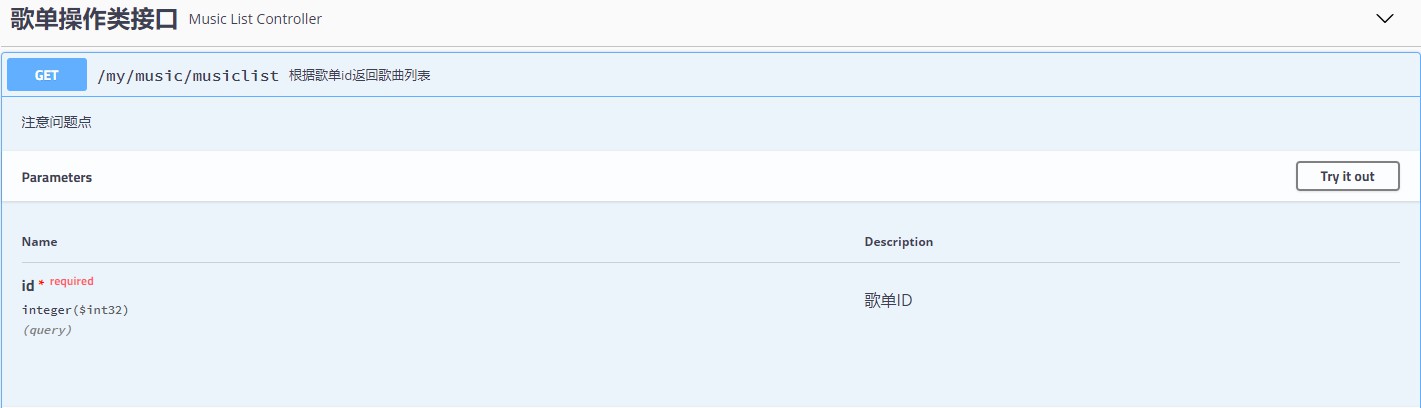 歌单操作类接口 Music List Controller
GET /my/music/musiclist 根据歌单id返回歌曲列表
注意问题点
Parameters Try it out
Name Description
id * required
integer($int32)
(query)
歌单ID